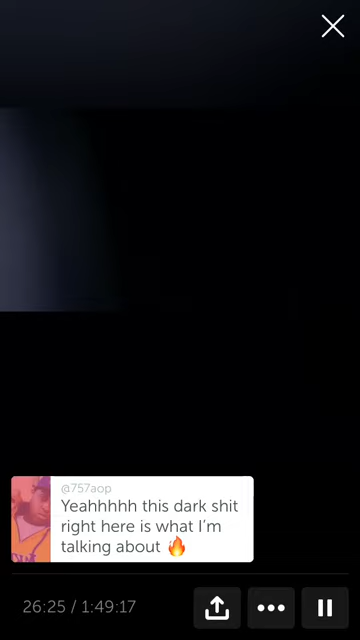 @757aop
Yeahhhhh this dark shit
right here is what I'm
talking about 🔥
26:25 / 1:49:17